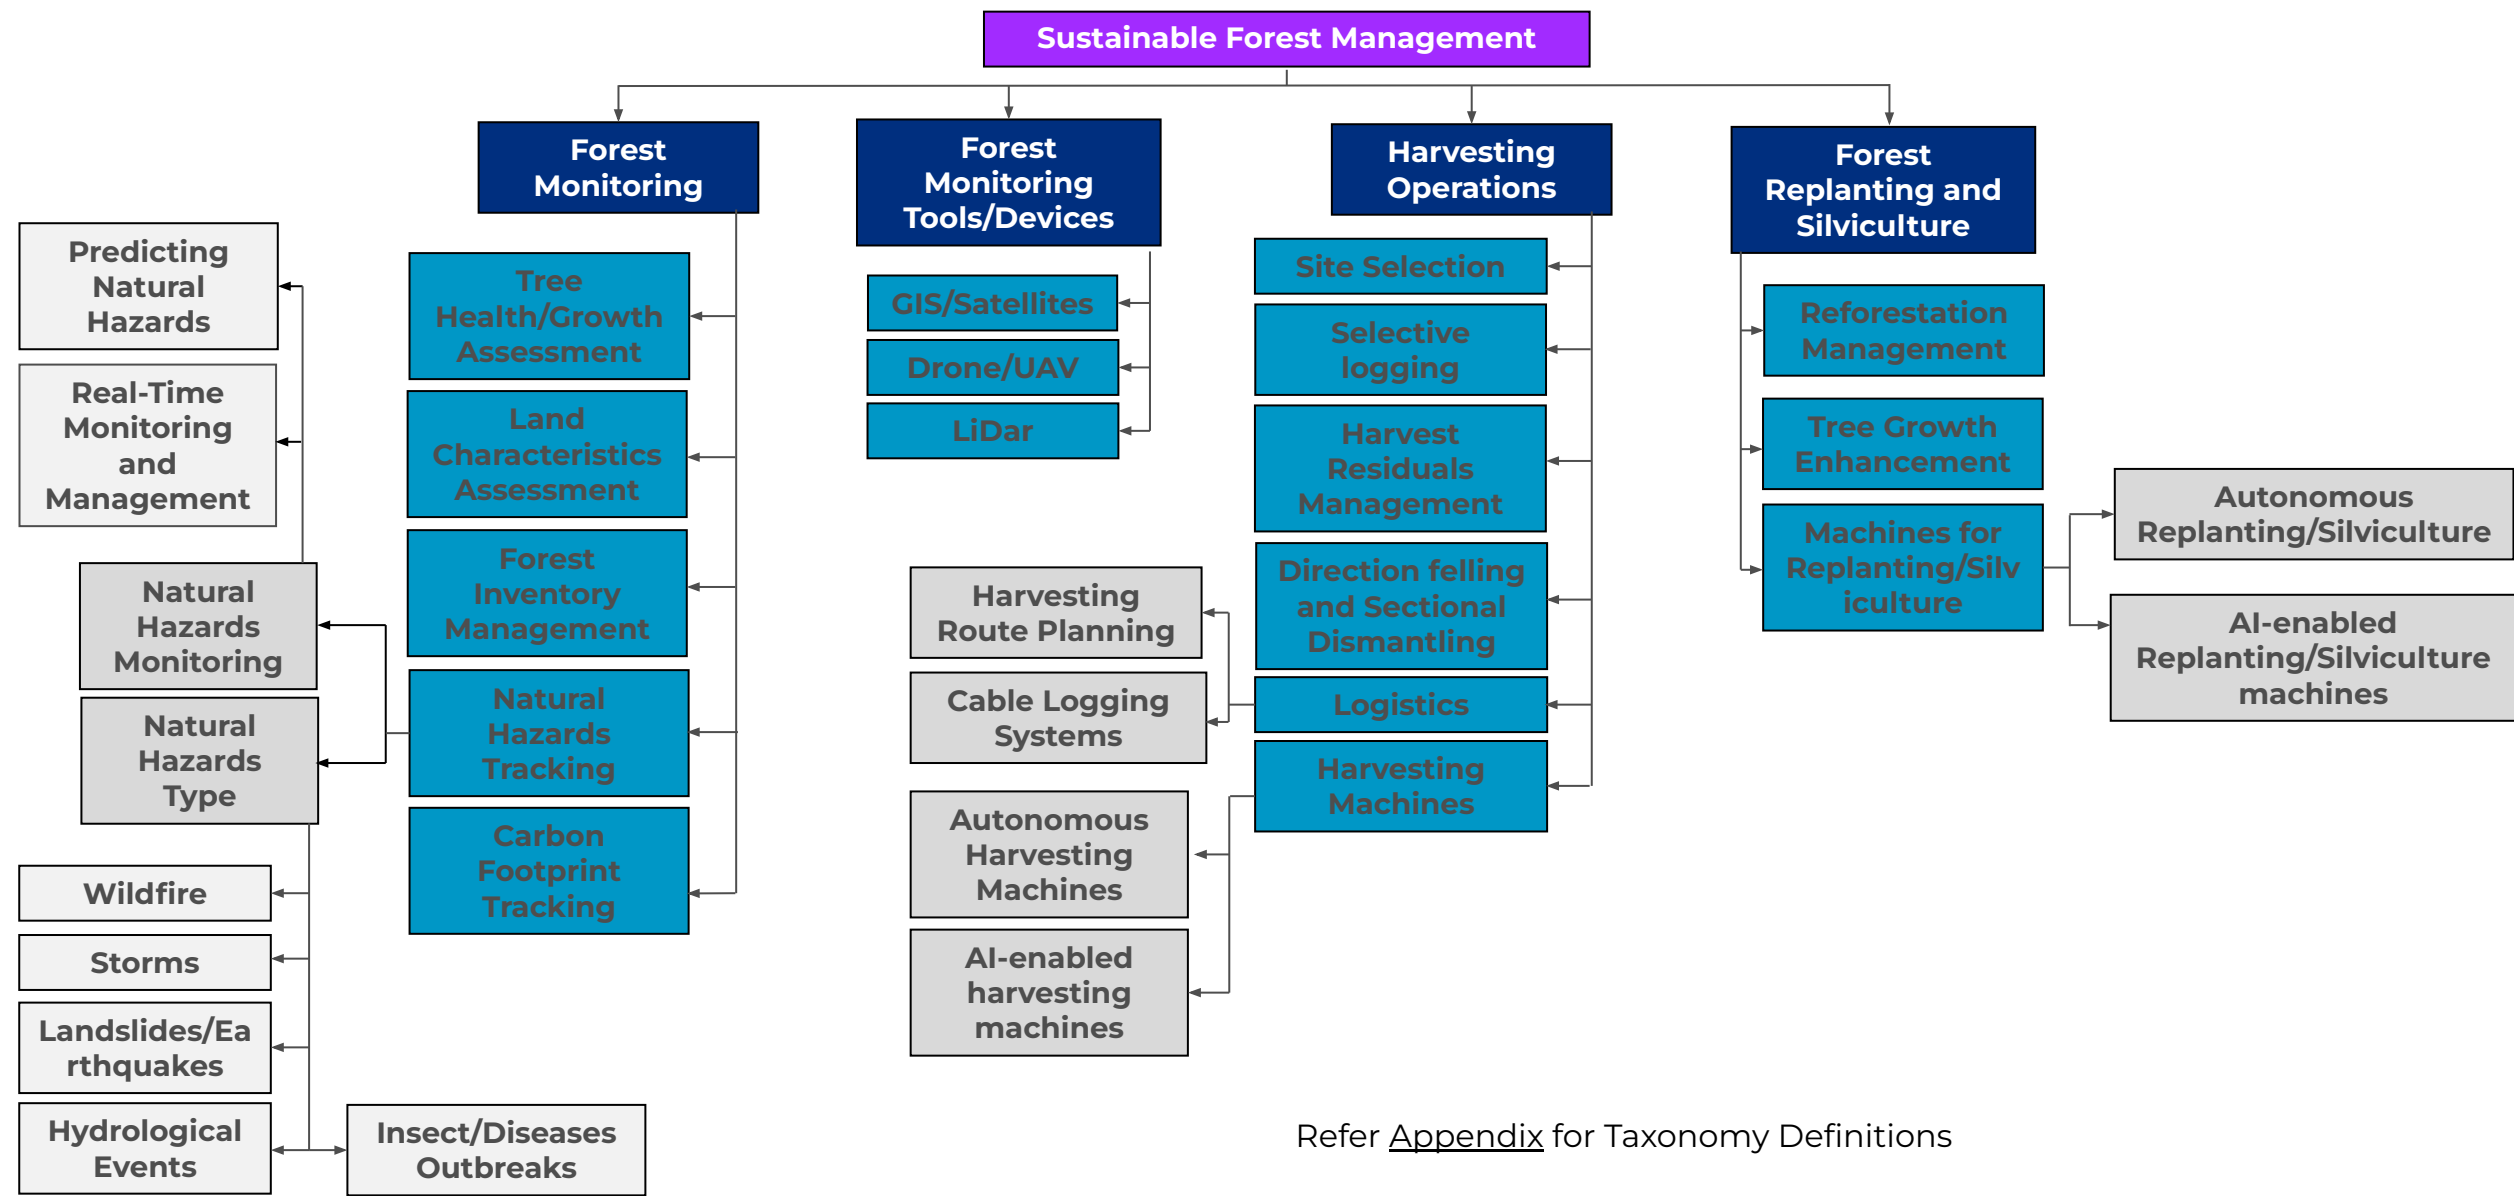 Sustainable Forest Management
Forest
Monitoring
Forest
Monitoring
Tools/Devices
Harvesting
Operations
Forest
Replanting and
Silviculture
Predicting
Natural
Hazards
Real-Time
Monitoring
and
Management
Natural
Hazards
Monitoring
Natural
Hazards
Type
Wildfire
Storms
Landslides/Ea
rthquakes
Hydrological
Events
Insect/Diseases
Outbreaks
Tree
Health/Growth
Assessment
Land
Characteristics
Assessment
Forest
Inventory
Management
Natural
Hazards
Tracking
Carbon
Footprint
Tracking
GIS/Satellites
Drone/UAV
LiDar
Harvesting
Route Planning
Cable Logging
Systems
Autonomous
Harvesting
Machines
AI-enabled
harvesting
machines
Site Selection
Selective
logging
Harvest
Residuals
Management
Direction felling
and Sectional
Dismantling
Logistics
Harvesting
Machines
Reforestation
Management
Tree Growth
Enhancement
Machines for
Replanting/Silv
iculture
Autonomous
Replanting/Silviculture
AI-enabled
Replanting/Silviculture
machines
Refer Appendix for Taxonomy Definitions